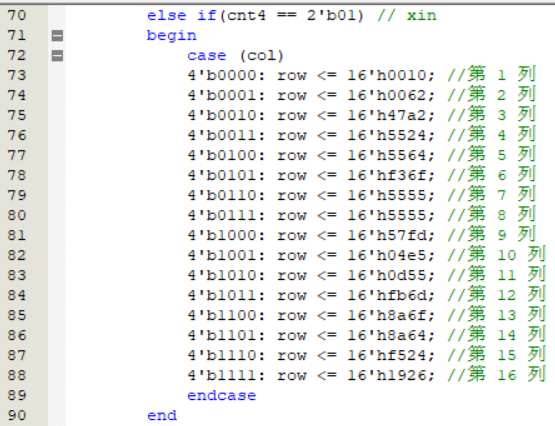 70 else if(cnt4 == 2'b01) // xin
71 begin
72 case (col)
73 4'b0000: row <= 16'h0010; //第 1 列
74 4'b0001: row <= 16'h0062; //第 2 列
75 4'b0010: row <= 16'h47a2; //第 3 列
76 4'b0011: row <= 16'h5524; //第 4 列
77 4'b0100: row <= 16'h5564; //第 5 列
78 4'b0101: row <= 16'hf36f; //第 6 列
79 4'b0110: row <= 16'h5555; //第 7 列
80 4'b0111: row <= 16'h5555; //第 8 列
81 4'b1000: row <= 16'h57fd; //第 9 列
82 4'b1001: row <= 16'h04e5; //第 10 列
83 4'b1010: row <= 16'h0d55; //第 11 列
84 4'b1011: row <= 16'hfb6d; //第 12 列
85 4'b1100: row <= 16'h8a6f; //第 13 列
86 4'b1101: row <= 16'h8a64; //第 14 列
87 4'b1110: row <= 16'hf524; //第 15 列
88 4'b1111: row <= 16'h1926; //第 16 列
89 endcase
90 end